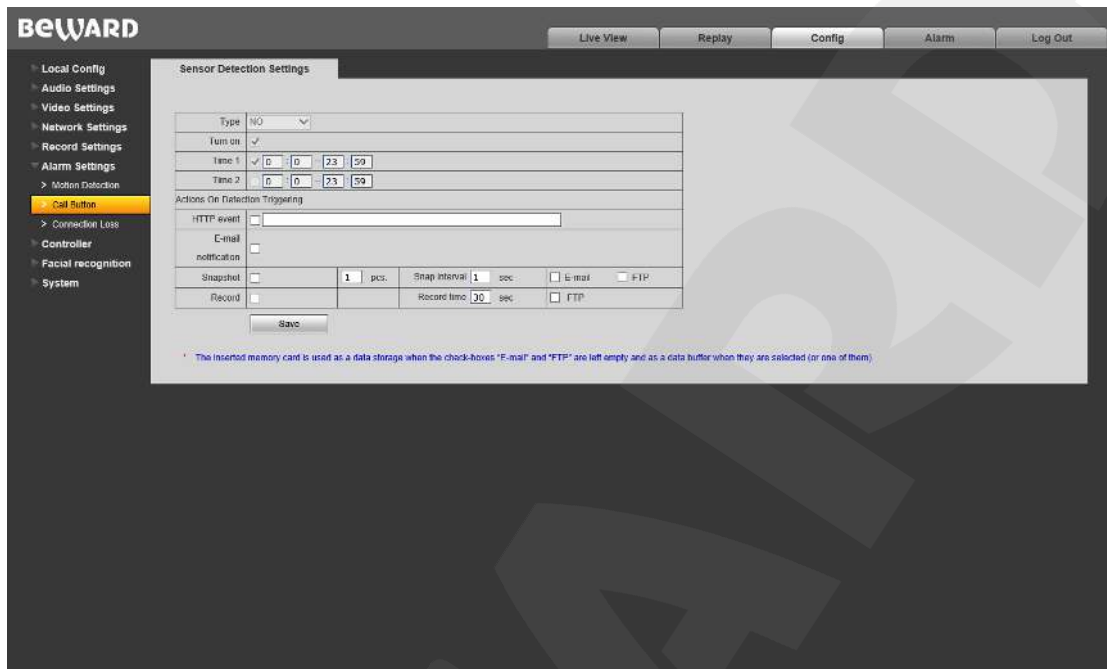 BEWARD
Live View Replay Config Alarm Log Out
Local Config
Audio Settings
Video Settings
Network Settings
Record Settings
Alarm Settings
> Motion Detection
> Call Button
> Connection Loss
Controller
Facial recognition
System
Sensor Detection Settings
Type NO
Turn on
Time 1 0 : 0 - 23 : 59
Time 2 0 : 0 - 23 : 59
Actions On Detection Triggering
HTTP event
E-mail
notification
Snapshot 1 pcs. Snap Interval 1 sec E-mail FTP
Record Record time 30 sec FTP
Save
* The inserted memory card is used as a data storage when the check-boxes "E-mail" and "FTP" are left empty and as a data buffer when they are selected (or one of them)